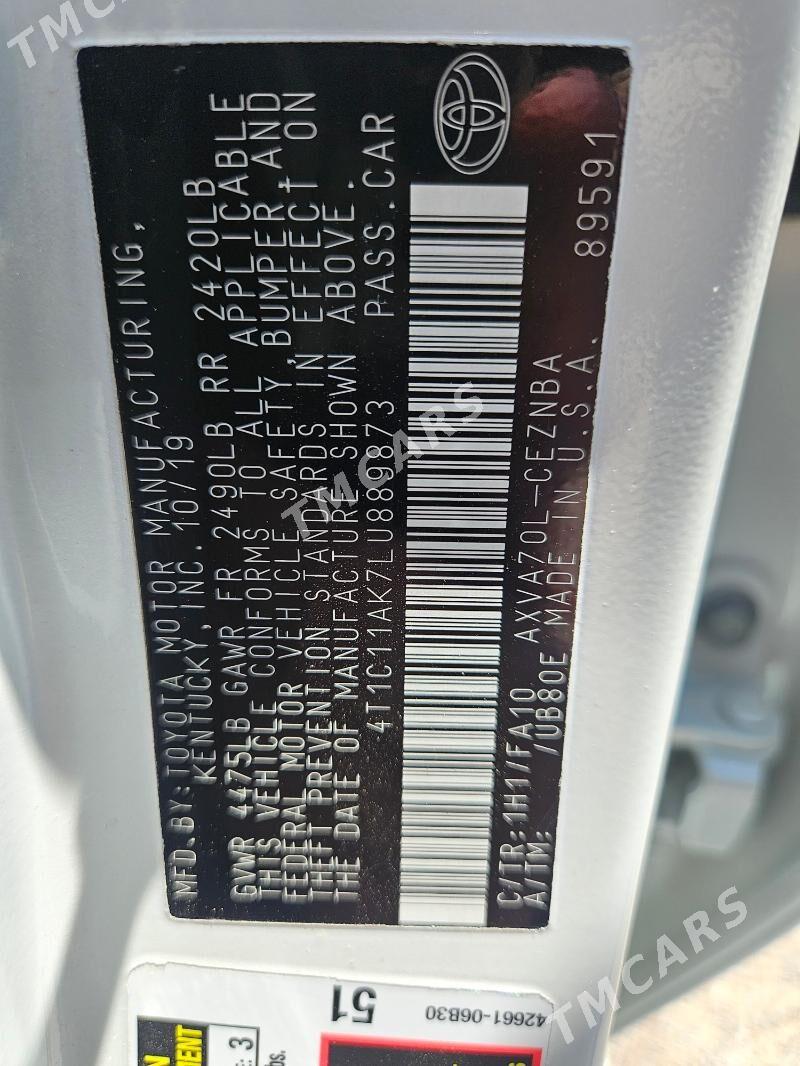 MFD.BY:TOYOTA MOTOR MANUFACTURING,
KENTUCKY, INC. 10/19
GVWR 4475LB GAWR FR 2490LB RR 2420LB
THIS VEHICLE CONFORMS TO ALL APPLICABLE
FEDERAL MOTOR VEHICLE SAFETY, BUMPER AND
THEFT PREVENTION STANDARDS IN EFFECT ON
THE DATE OF MANUFACTURE SHOWN ABOVE.
4T1C11AK7LU889873 PASS.CAR
C/TR:1H1/FA10 AXVA70L-CEZNBA
A/TM: /UB80E MADE IN U.S.A. 89591
51
42661-06B30
3
TMCARS
TMCARS
TMCARS
TMCARS